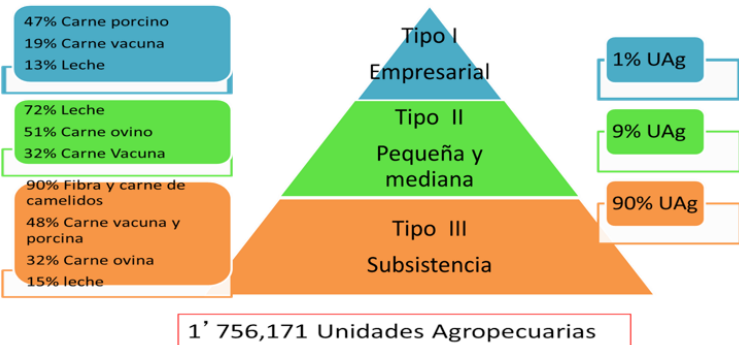 47% Carne porcino
19% Carne vacuna
13% Leche
Tipo I
Empresarial
1% UAg
72% Leche
51% Carne ovino
32% Carne Vacuna
Tipo II
Pequeña y
mediana
9% UAg
90% Fibra y carne de
camelidos
48% Carne vacuna y
porcina
32% Carne ovina
15% leche
Tipo III
Subsistencia
90% UAg
1’ 756,171 Unidades Agropecuarias